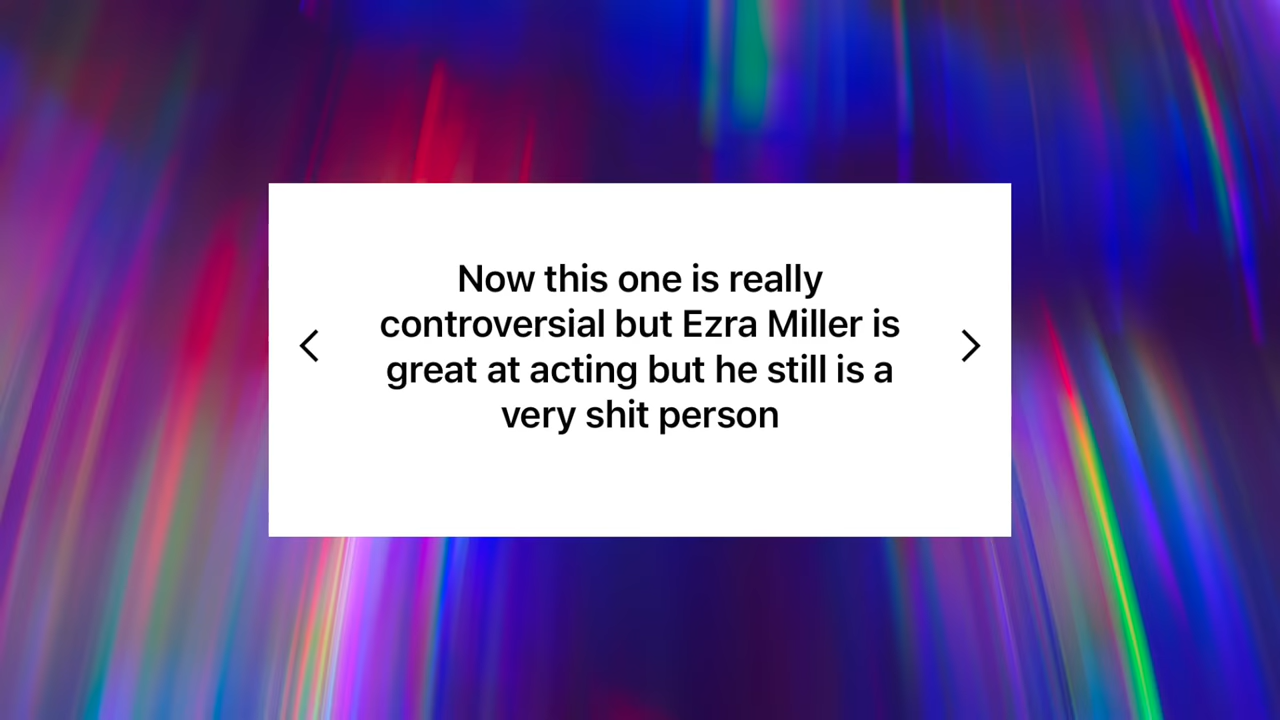 Now this one is really
controversial but Ezra Miller is
great at acting but he still is a
very shit person